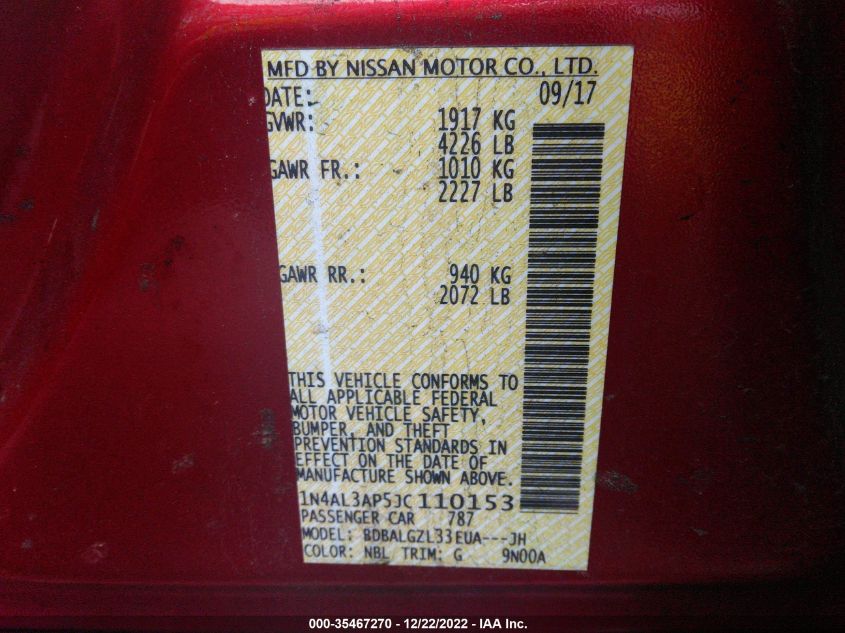 MFD BY NISSAN MOTOR CO., LTD.
DATE: 09/17
GVWR: 1917 KG
4226 LB
GAWR FR.: 1010 KG
2227 LB
GAWR RR.: 940 KG
2072 LB
THIS VEHICLE CONFORMS TO
ALL APPLICABLE FEDERAL
MOTOR VEHICLE SAFETY,
BUMPER, AND THEFT
PREVENTION STANDARDS IN
EFFECT ON THE DATE OF
MANUFACTURE SHOWN ABOVE.
1N4AL3AP5JC110153
PASSENGER CAR 787
MODEL: BDBALGZL33EUA---JH
COLOR: NBL TRIM: G 9N00A
000-35467270 - 12/22/2022 - IAA Inc.